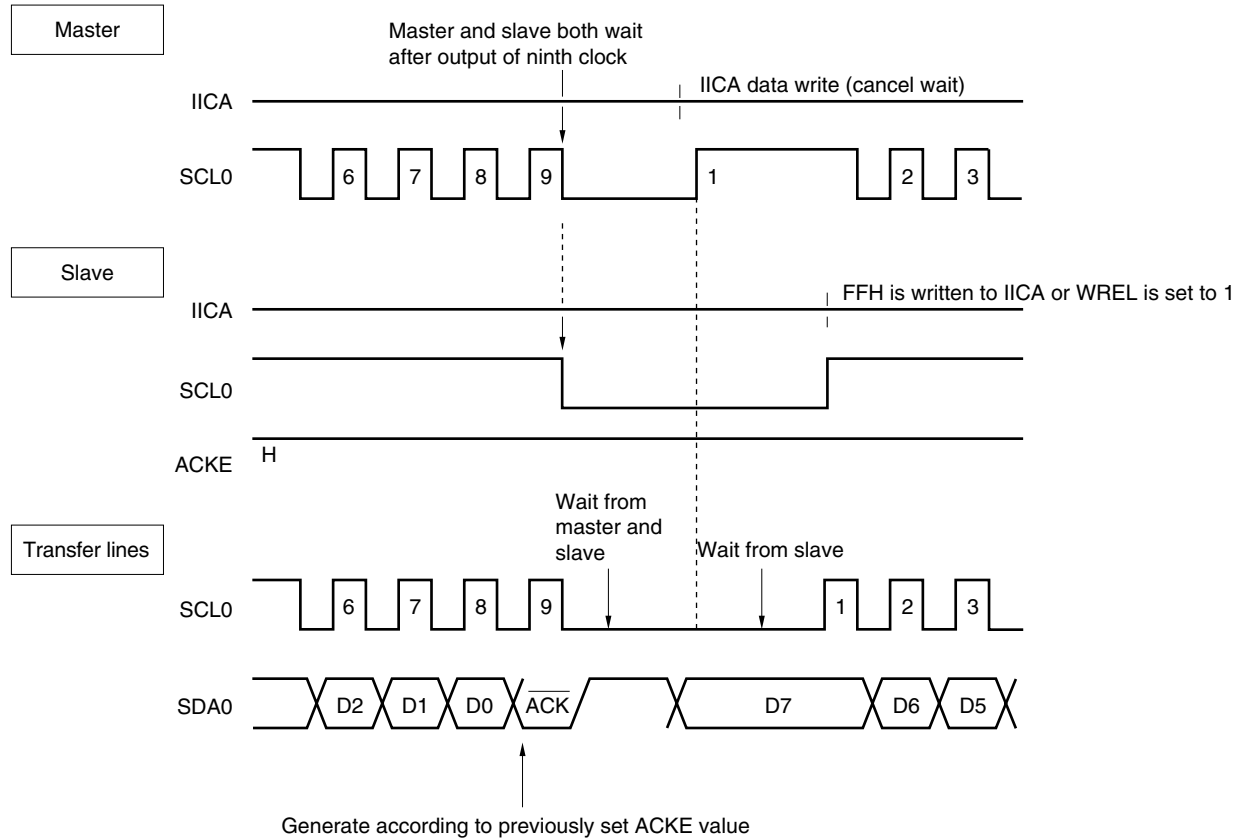 Master
Master and slave both wait
after output of ninth clock
IICA
IICA data write (cancel wait)
SCL0
6 7 8 9 1 2 3
Slave
IICA
FFH is written to IICA or WREL is set to 1
SCL0
ACKE
H
Transfer lines
Wait from
master and
slave
Wait from slave
SCL0
6 7 8 9 1 2 3
SDA0
D2 D1 D0 ACK D7 D6 D5
Generate according to previously set ACKE value